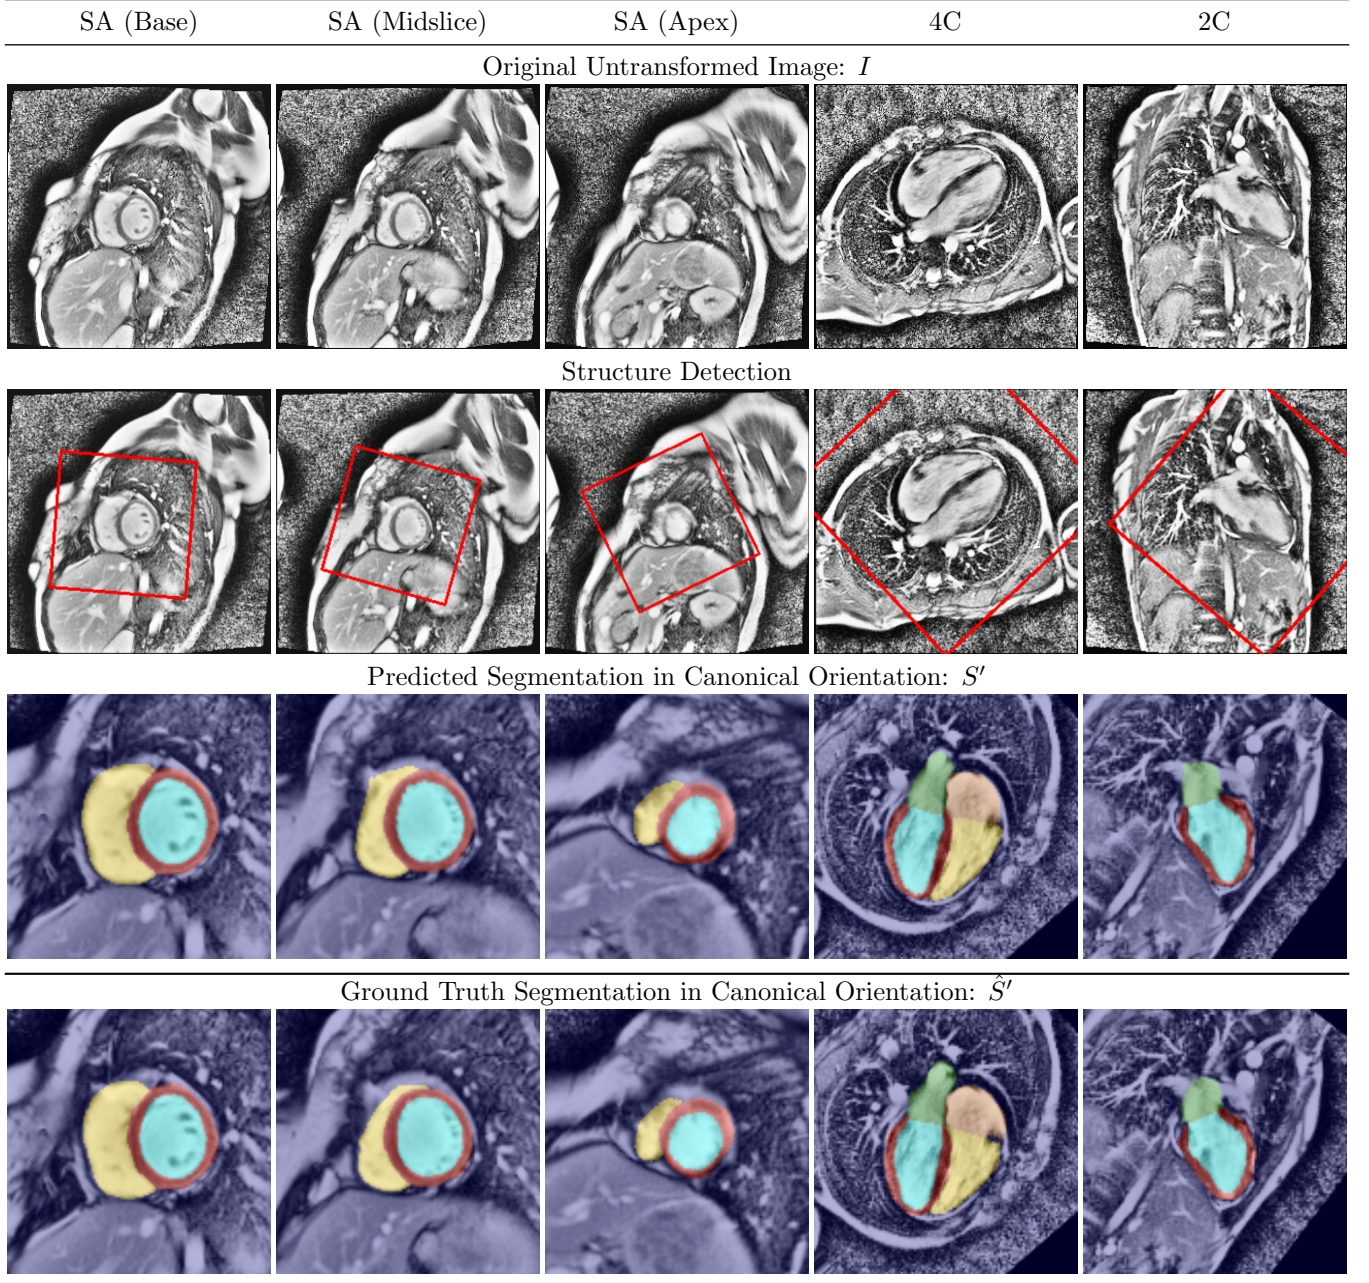 SA (Base) SA (Midslice) SA (Apex) 4C 2C
Original Untransformed Image: I
Structure Detection
Predicted Segmentation in Canonical Orientation: S′
Ground Truth Segmentation in Canonical Orientation: Ŝ′